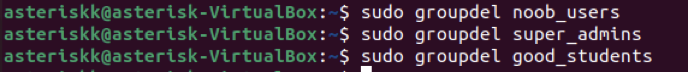 asteriskk@asterisk-VirtualBox:~$ sudo groupdel noob_users
asteriskk@asterisk-VirtualBox:~$ sudo groupdel super_admins
asteriskk@asterisk-VirtualBox:~$ sudo groupdel good_students